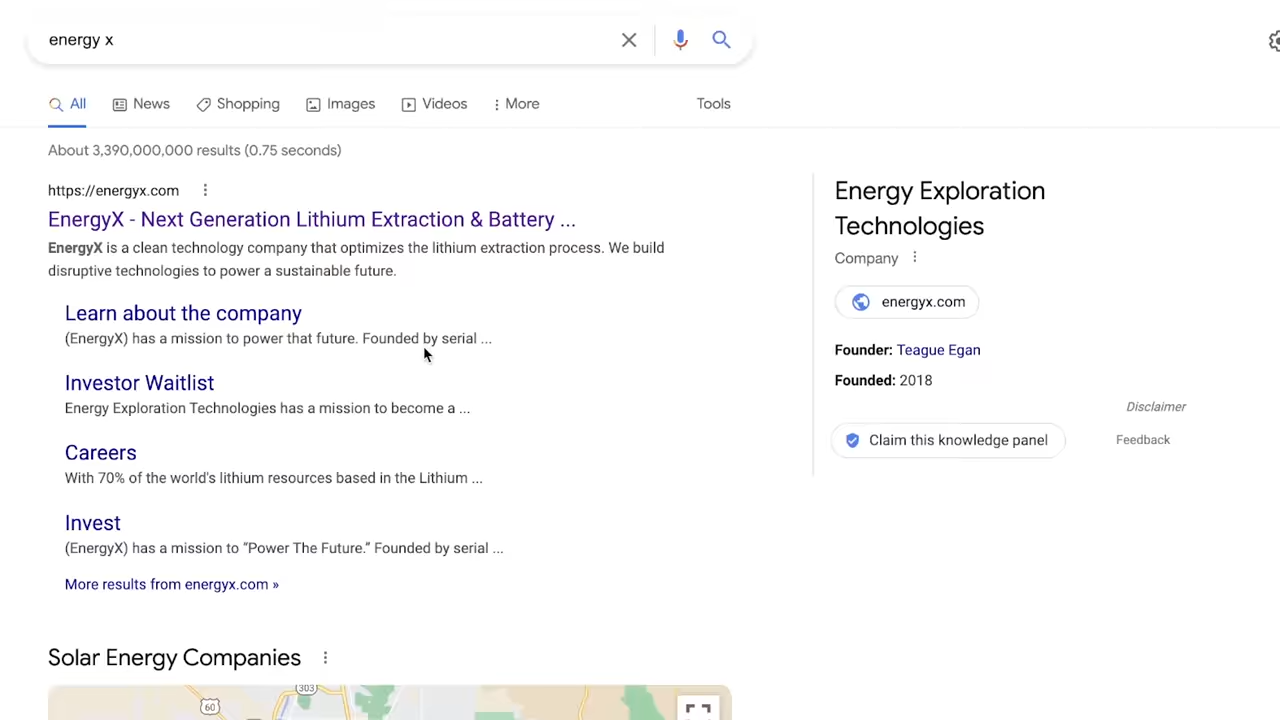 energy x
All
News
Shopping
Images
Videos
More
Tools
About 3,390,000,000 results (0.75 seconds)
https://energyx.com
EnergyX - Next Generation Lithium Extraction & Battery ...
EnergyX is a clean technology company that optimizes the lithium extraction process. We build
disruptive technologies to power a sustainable future.
Learn about the company
(EnergyX) has a mission to power that future. Founded by serial ...
Investor Waitlist
Energy Exploration Technologies has a mission to become a ...
Careers
With 70% of the world's lithium resources based in the Lithium ...
Invest
(EnergyX) has a mission to “Power The Future.” Founded by serial ...
More results from energyx.com »
Solar Energy Companies
303
60
Energy Exploration
Technologies
Company
energyx.com
Founder: Teague Egan
Founded: 2018
Disclaimer
Claim this knowledge panel
Feedback